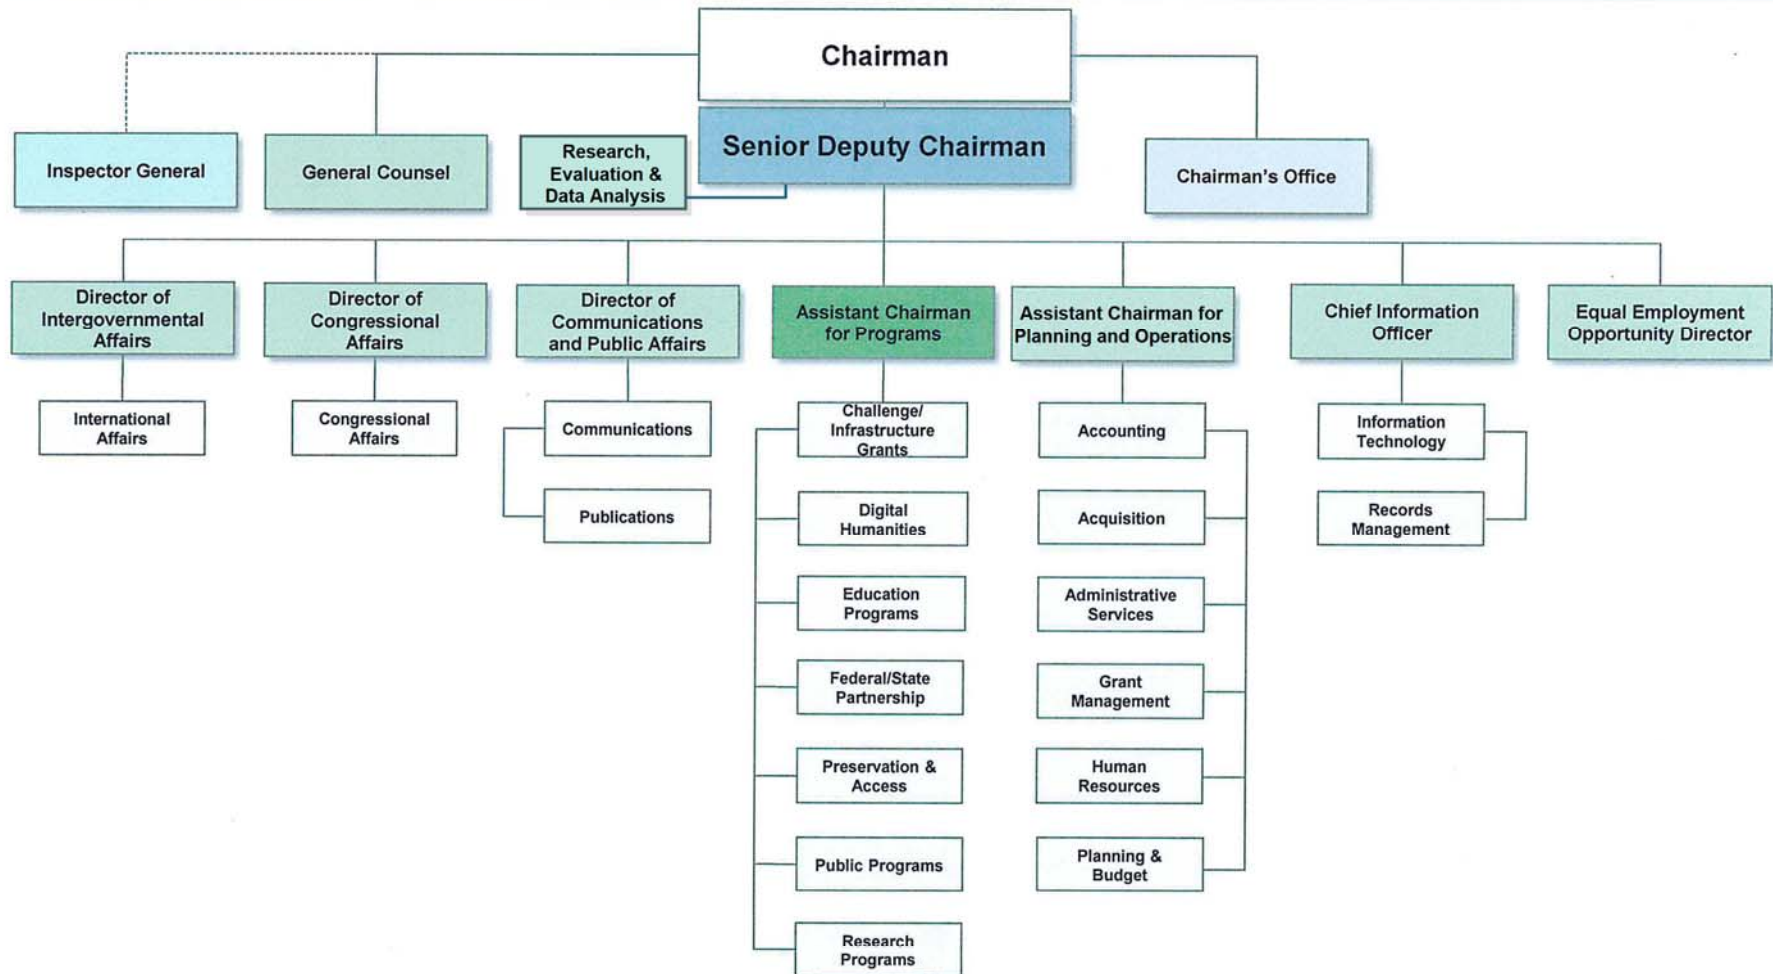 Chairman
Senior Deputy Chairman
Inspector General
General Counsel
Research,
Evaluation &
Data Analysis
Chairman's Office
Director of
Intergovernmental
Affairs
Director of
Congressional
Affairs
Director of
Communications
and Public Affairs
Assistant Chairman
for Programs
Assistant Chairman for
Planning and Operations
Chief Information
Officer
Equal Employment
Opportunity Director
International
Affairs
Congressional
Affairs
Communications
Publications
Challenge/
Infrastructure
Grants
Digital
Humanities
Education
Programs
Federal/State
Partnership
Preservation &
Access
Public Programs
Research
Programs
Accounting
Acquisition
Administrative
Services
Grant
Management
Human
Resources
Planning &
Budget
Information
Technology
Records
Management